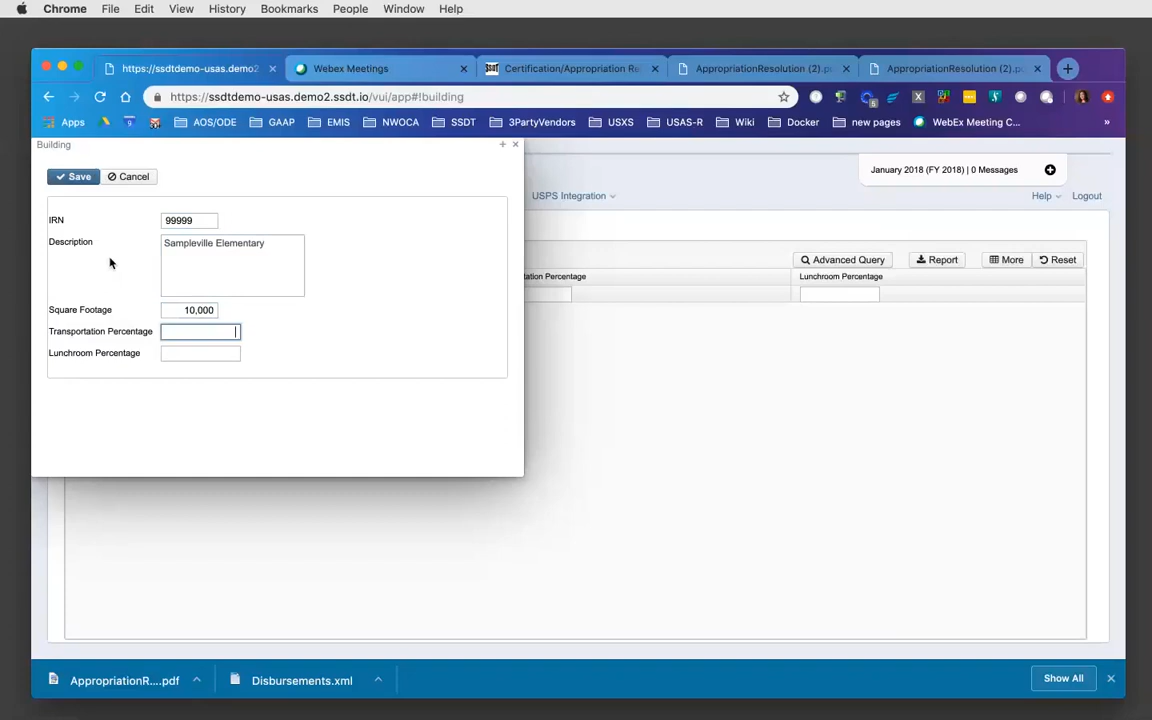 Chrome File Edit View History Bookmarks People Window Help
https://ssdtdemo-usas.demo2 Webex Meetings Certification/Appropriation Re AppropriationResolution (2).p AppropriationResolution (2).p
https://ssdtdemo-usas.demo2.ssdt.io/vui/app#!building
Apps 9 AOS/ODE GAAP EMIS NWOCA SSDT 3PartyVendors USXS USAS-R Wiki Docker new pages WebEx Meeting C... »
Building
January 2018 (FY 2018) | 0 Messages
Save Cancel
USPS Integration Help Logout
IRN 99999
Description Sampleville Elementary
Advanced Query Report More Reset
tation Percentage Lunchroom Percentage
Square Footage 10,000
Transportation Percentage
Lunchroom Percentage
AppropriationR....pdf Disbursements.xml Show All